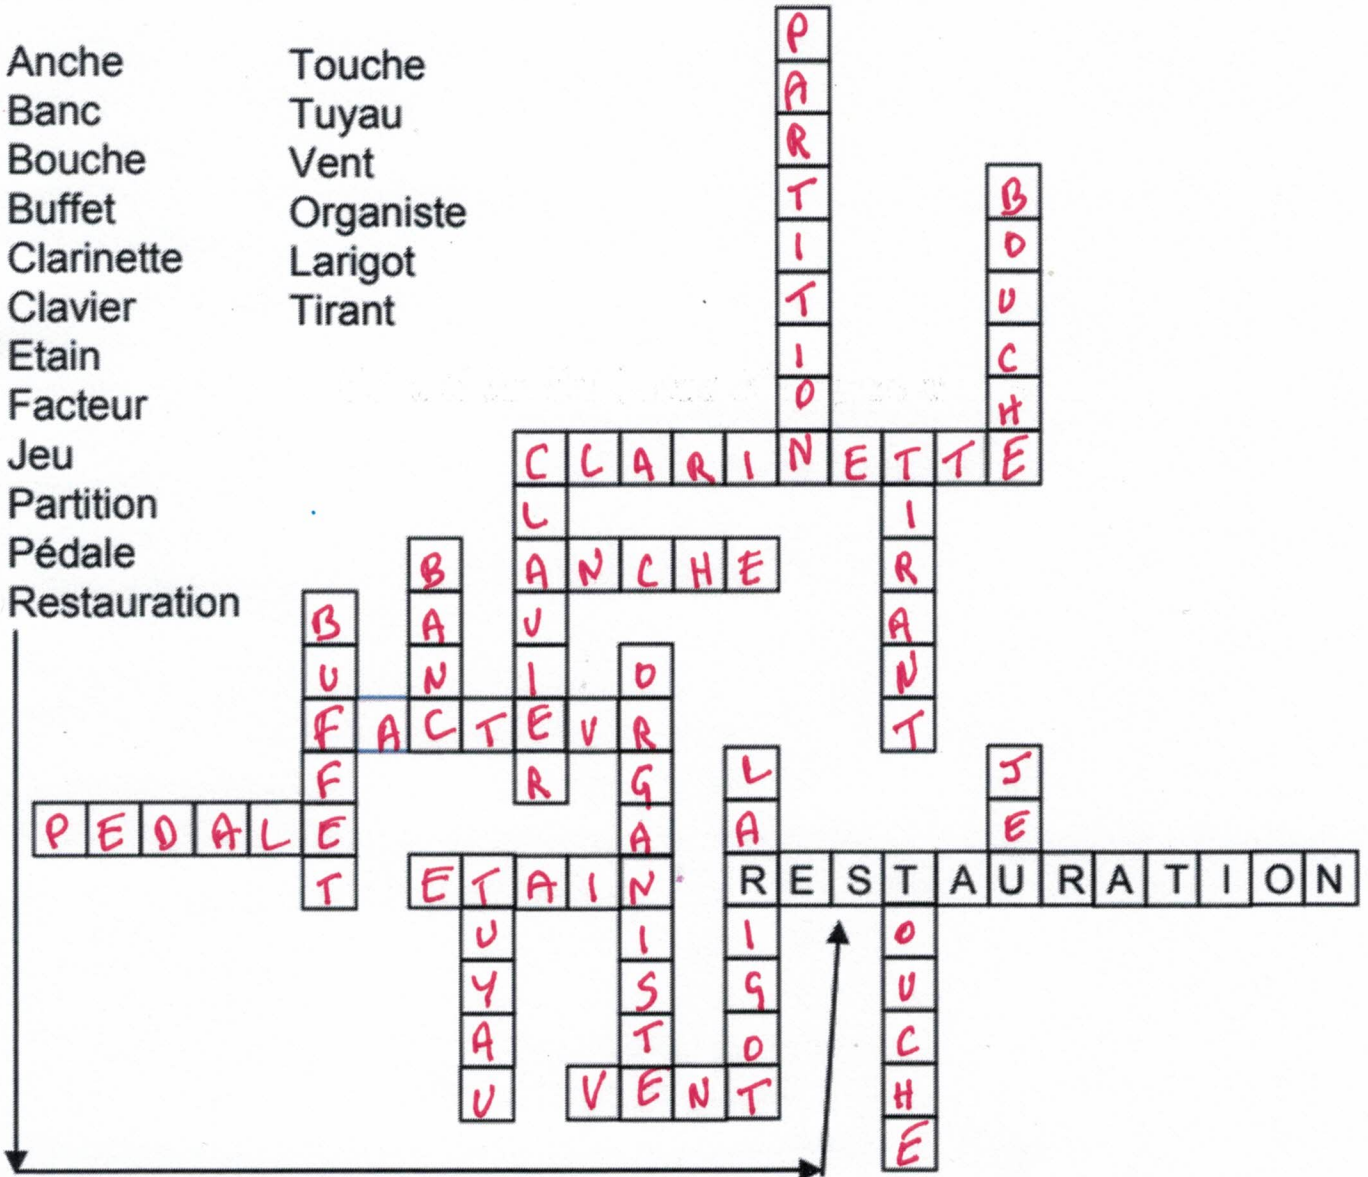 Anche
Banc
Bouche
Buffet
Clarinette
Clavier
Etain
Facteur
Jeu
Partition
Pédale
Restauration
Touche
Tuyau
Vent
Organiste
Larigot
Tirant
PARTITION
BOUCHE
CLARINETTE
CLAVIER
TIRANT
BANC
ANCHE
BUFFET
ORGANISTE
FACTEUR
LARIGOT
JEU
PEDALE
ETAIN
RESTAURATION
TUYAU
TOUCHE
VENT